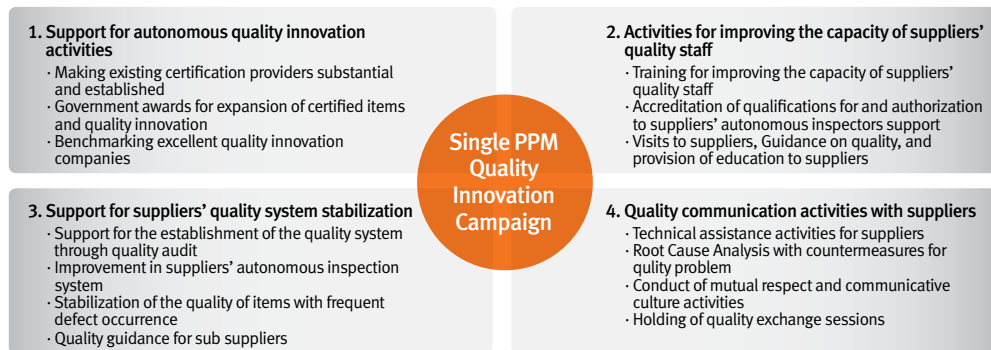 1. Support for autonomous quality innovation
activities
· Making existing certification providers substantial
and established
· Government awards for expansion of certified items
and quality innovation
· Benchmarking excellent quality innovation
companies
2. Activities for improving the capacity of suppliers'
quality staff
· Training for improving the capacity of suppliers'
quality staff
· Accreditation of qualifications for and authorization
to suppliers' autonomous inspectors support
· Visits to suppliers, Guidance on quality, and
provision of education to suppliers
Single PPM
Quality
Innovation
Campaign
3. Support for suppliers' quality system stabilization
· Support for the establishment of the quality system
through quality audit
· Improvement in suppliers' autonomous inspection
system
· Stabilization of the quality of items with frequent
defect occurrence
· Quality guidance for sub suppliers
4. Quality communication activities with suppliers
· Technical assistance activities for suppliers
· Root Cause Analysis with countermeasures for
qulity problem
· Conduct of mutual respect and communicative
culture activities
· Holding of quality exchange sessions